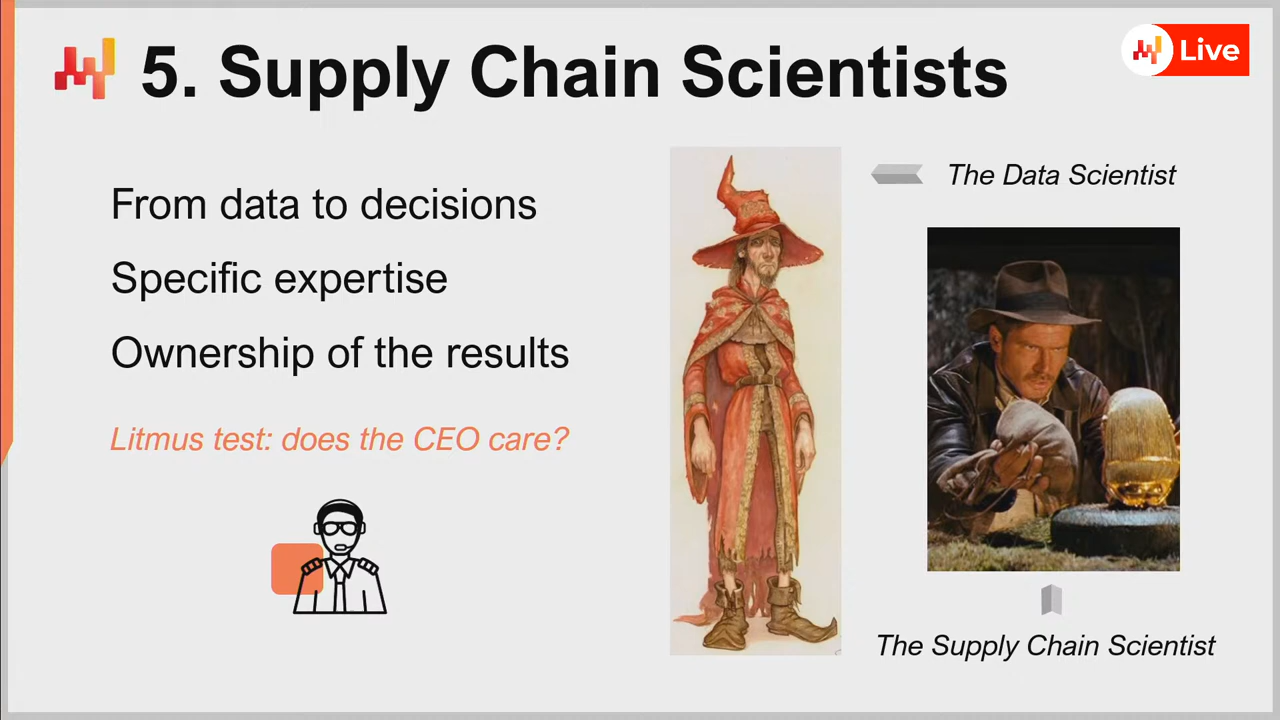 5. Supply Chain Scientists
Live
From data to decisions
Specific expertise
Ownership of the results
Litmus test: does the CEO care?
The Data Scientist
The Supply Chain Scientist